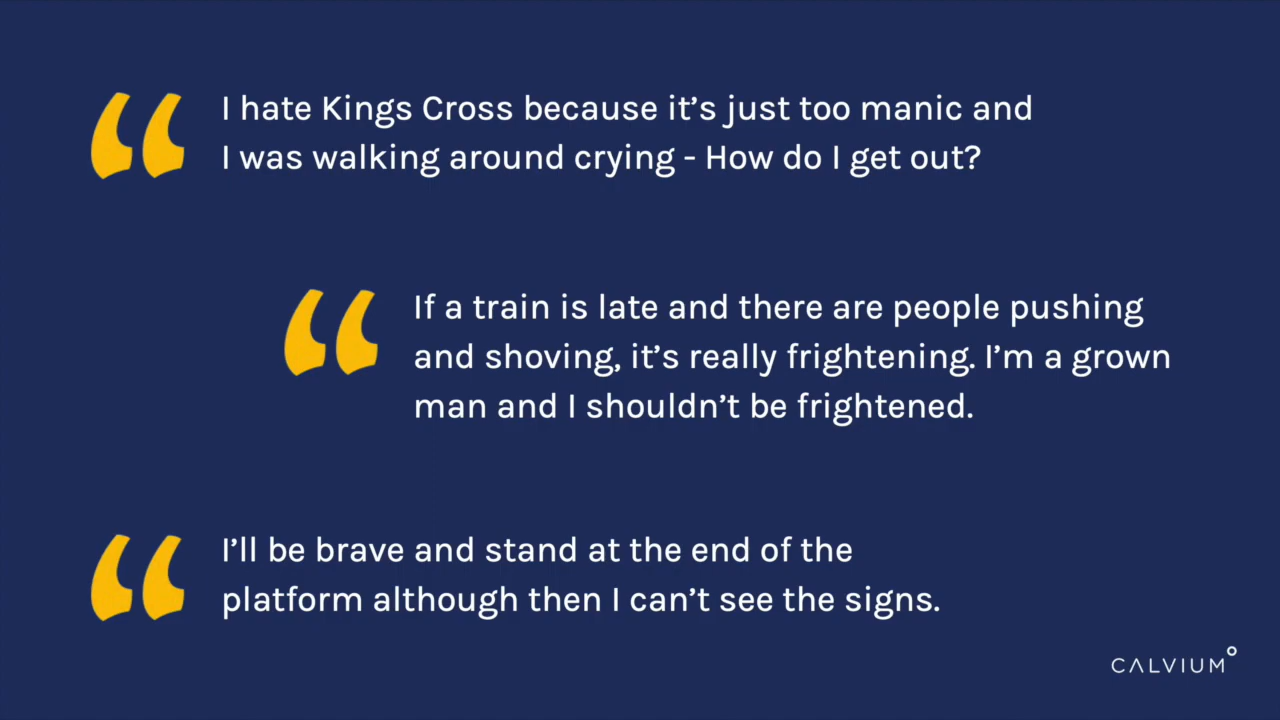 “ I hate Kings Cross because it’s just too manic and
I was walking around crying - How do I get out?
“ If a train is late and there are people pushing
and shoving, it’s really frightening. I’m a grown
man and I shouldn’t be frightened.
“ I’ll be brave and stand at the end of the
platform although then I can’t see the signs.
CALVIUM°